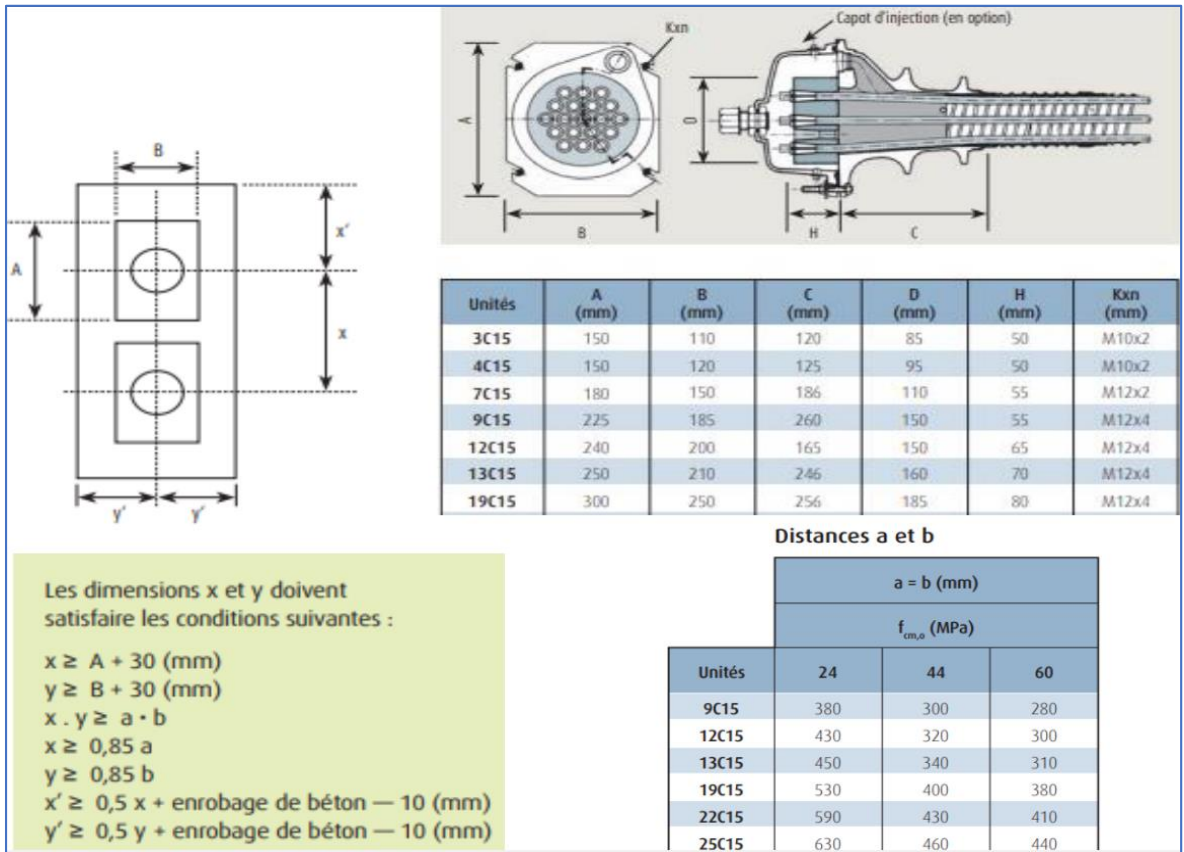 Capot d'injection (en option)
Kxn
A
D
B
H
C
B
A
x'
x
y'
y'
Unités A (mm) B (mm) C (mm) D (mm) H (mm) Kxn (mm)
3C15 150 110 120 85 50 M10x2
4C15 150 120 125 95 50 M10x2
7C15 180 150 186 110 55 M12x2
9C15 225 185 260 150 55 M12x4
12C15 240 200 165 150 65 M12x4
13C15 250 210 246 160 70 M12x4
19C15 300 250 256 185 80 M12x4
Les dimensions x et y doivent
satisfaire les conditions suivantes :
x ≥ A + 30 (mm)
y ≥ B + 30 (mm)
x . y ≥ a • b
x ≥ 0,85 a
y ≥ 0,85 b
x' ≥ 0,5 x + enrobage de béton — 10 (mm)
y' ≥ 0,5 y + enrobage de béton — 10 (mm)
Distances a et b
a = b (mm)
fcm,o (MPa)
Unités 24 44 60
9C15 380 300 280
12C15 430 320 300
13C15 450 340 310
19C15 530 400 380
22C15 590 430 410
25C15 630 460 440